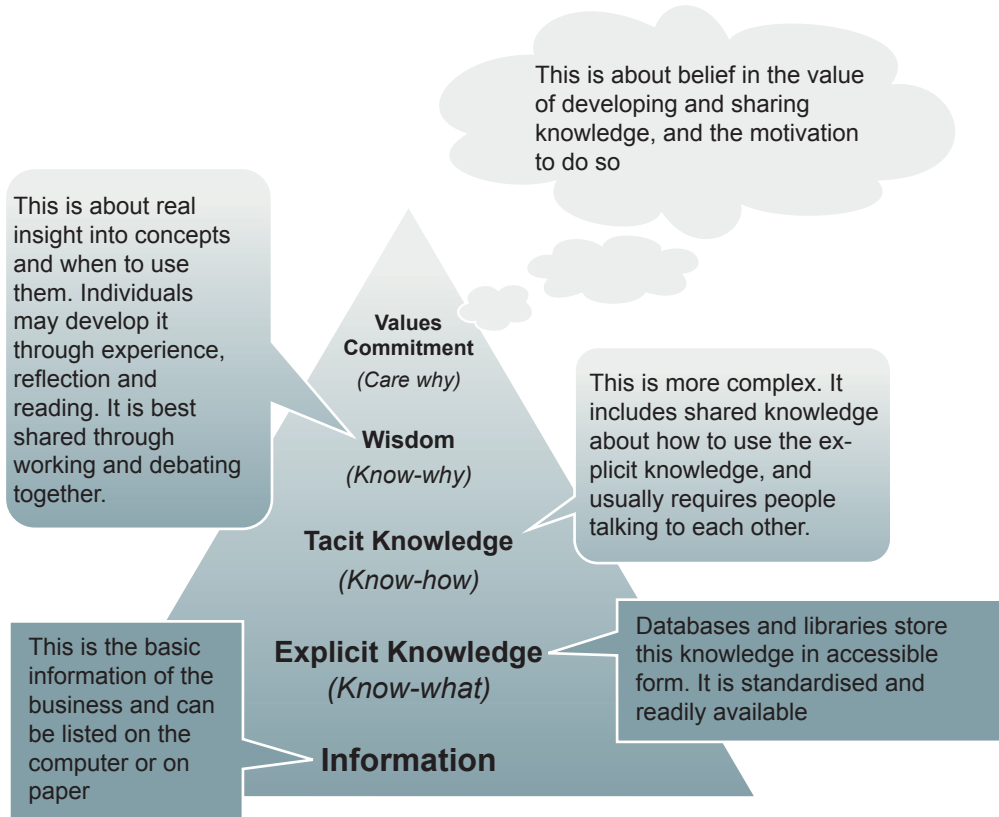 This is about belief in the value
of developing and sharing
knowledge, and the motivation
to do so
This is about real
insight into concepts
and when to use
them. Individuals
may develop it
through experience,
reflection and
reading. It is best
shared through
working and debating
together.
Values
Commitment
(Care why)
Wisdom
(Know-why)
This is more complex. It
includes shared knowledge
about how to use the ex-
plicit knowledge, and
usually requires people
talking to each other.
Tacit Knowledge
(Know-how)
This is the basic
information of the
business and can
be listed on the
computer or on
paper
Explicit Knowledge
(Know-what)
Databases and libraries store
this knowledge in accessible
form. It is standardised and
readily available
Information